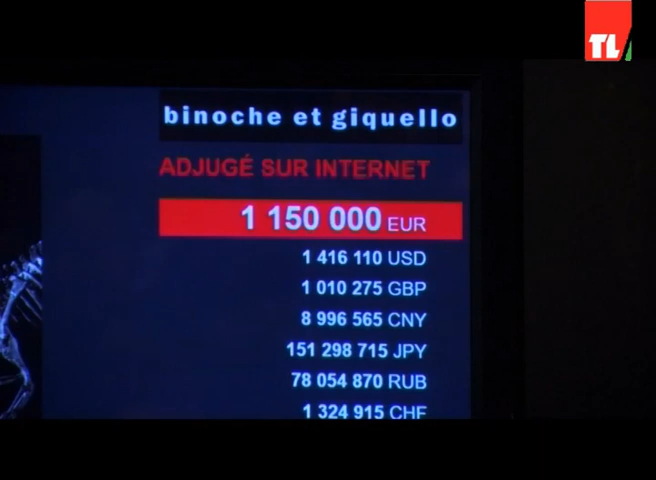 TL
binoche et giquello
ADJUGÉ SUR INTERNET
1 150 000 EUR
1 416 110 USD
1 010 275 GBP
8 996 565 CNY
151 298 715 JPY
78 054 870 RUB
1 324 915 CHF